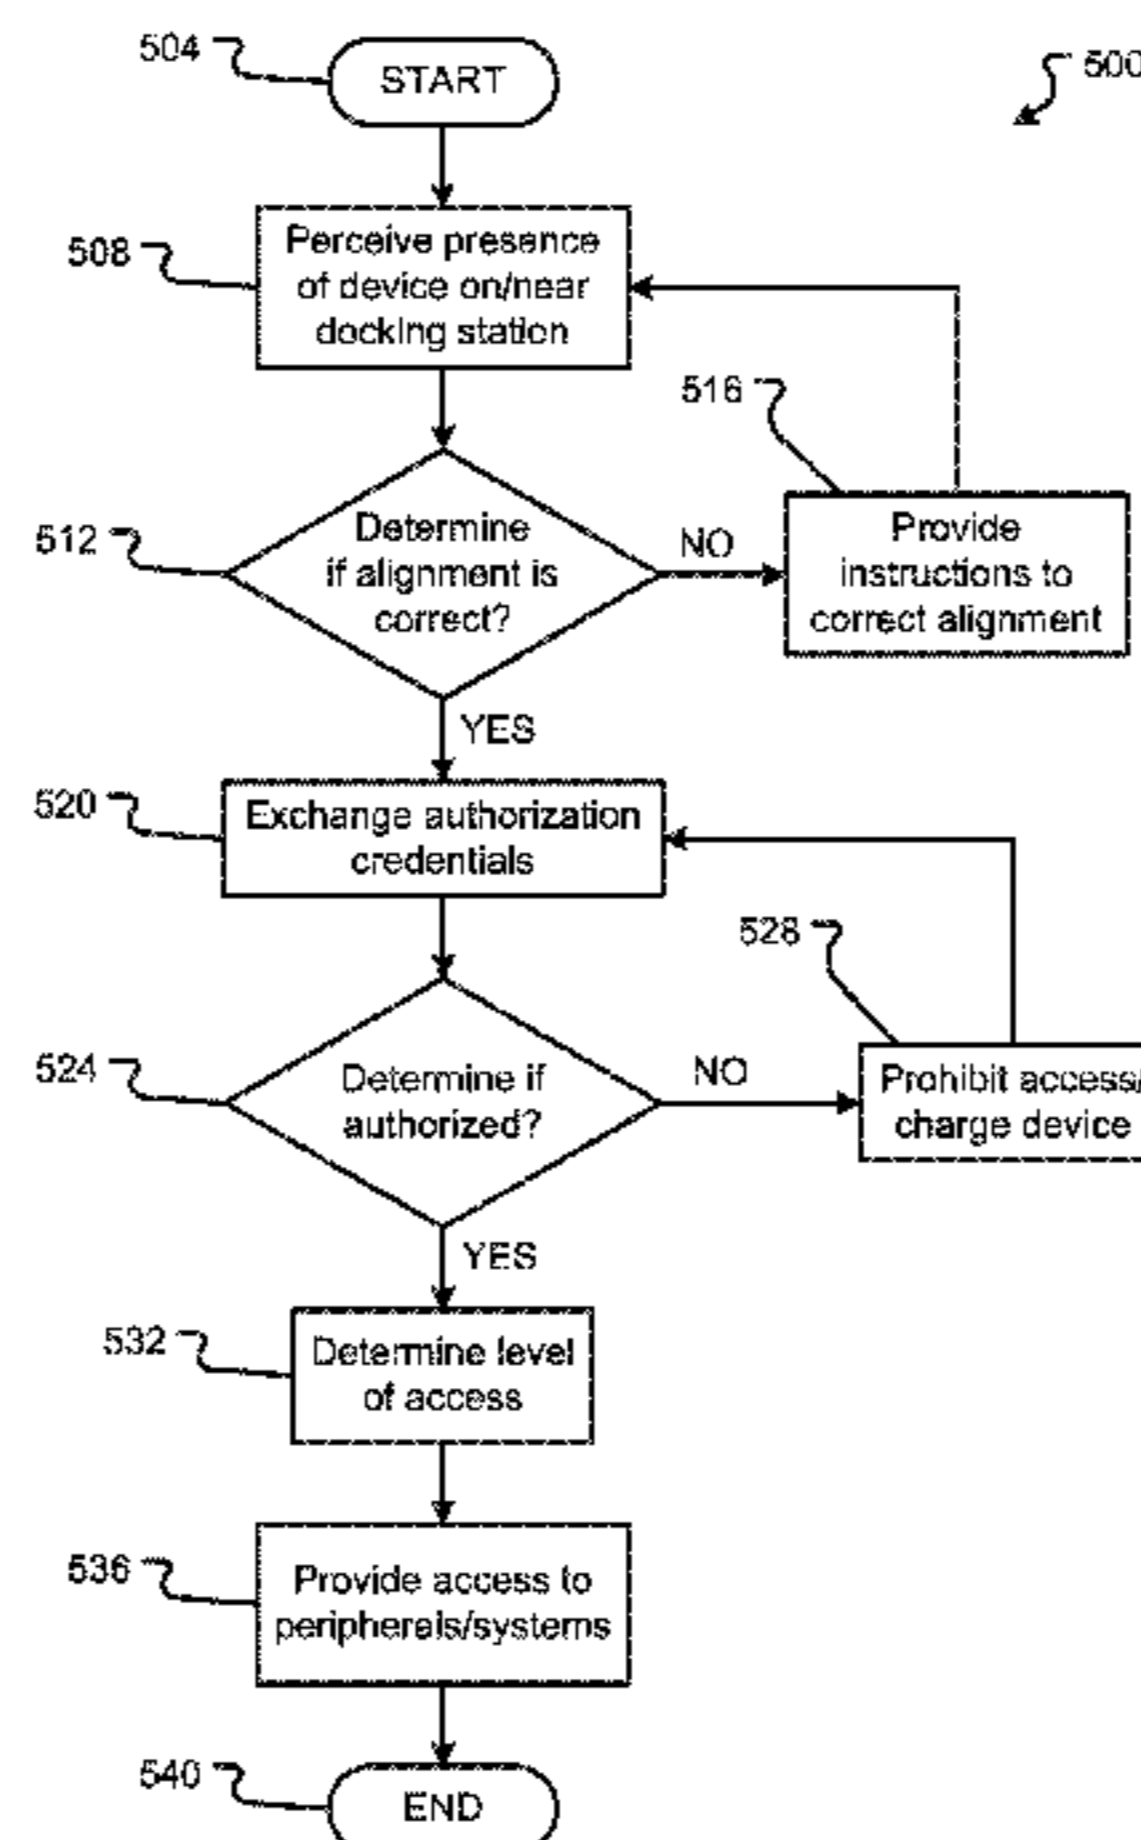 504
START
500
508
Perceive presence
of device on/near
docking station
516
512
Determine
if alignment is
correct?
NO
Provide
instructions to
correct alignment
YES
520
Exchange authorization
credentials
528
524
Determine if
authorized?
NO
Prohibit access/
charge device
YES
532
Determine level
of access
536
Provide access to
peripherals/systems
540
END